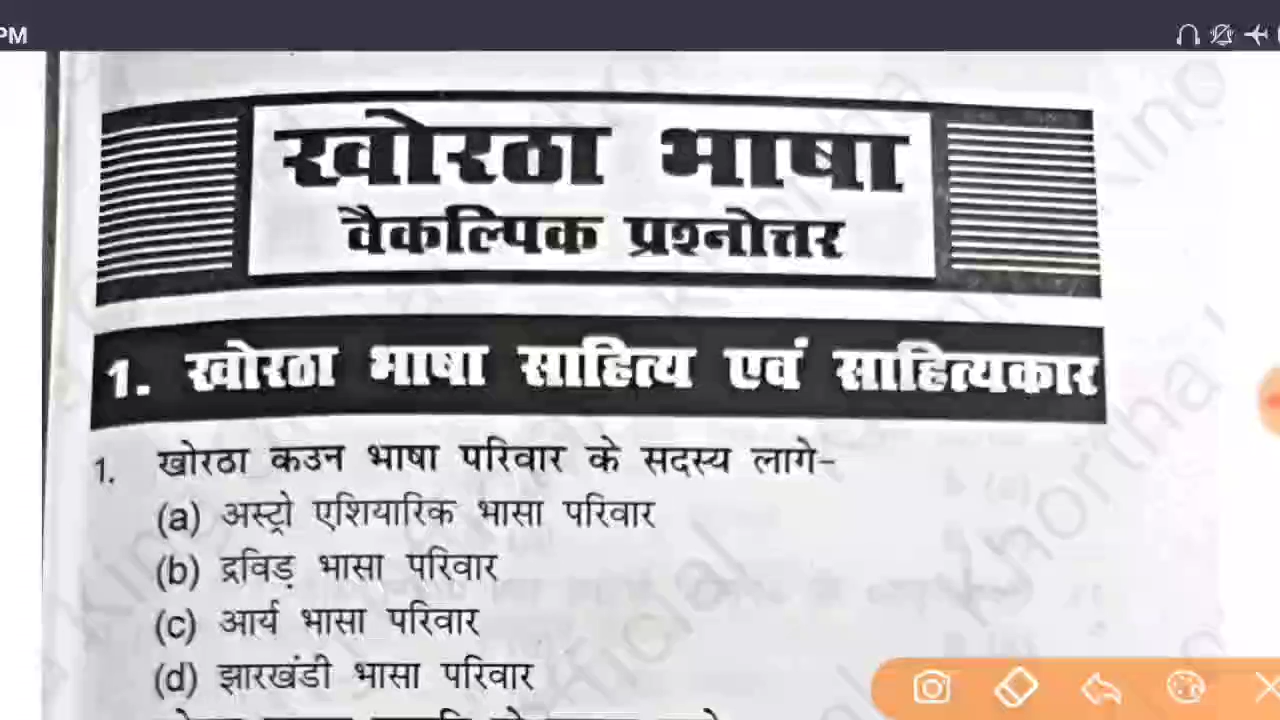 PM
खोरठा भाषा
वैकल्पिक प्रश्नोत्तर
1. खोरठा भाषा साहित्य एवं साहित्यकार
1. खोरठा कउन भाषा परिवार के सदस्य लागे-
(a) अस्ट्रो एशियारिक भासा परिवार
(b) द्रविड़ भासा परिवार
(c) आर्य भासा परिवार
(d) झारखंडी भासा परिवार